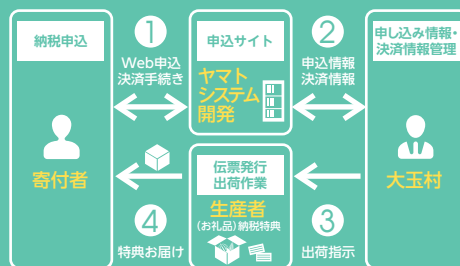 納税申込
寄付者
1
Web申込
決済手続き
申込サイト
ヤマト
システム
開発
2
申込情報
決済情報
申し込み情報・
決済情報管理
大玉村
3
出荷指示
伝票発行
出荷作業
生産者
(お礼品)納税特典
4
特典お届け